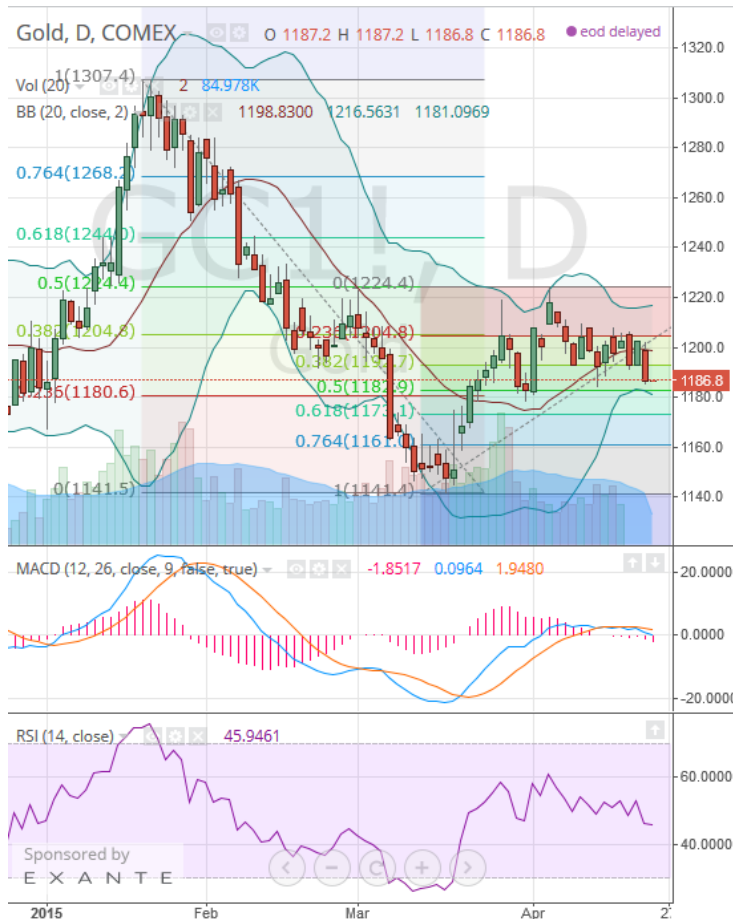 Gold, D, COMEX O 1187.2 H 1187.2 L 1186.8 C 1186.8 eod delayed
1320.0
1(1307.4)
Vol (20) 2 84.978K
1300.0
BB (20, close, 2) 1198.8300 1216.5631 1181.0969
1280.0
0.764(1268.2)
1260.0
GC1!, D
0.618(1244.0)
1240.0
0.5(1224.4) 0(1224.4)
1220.0
0.382(1204.8) 0.236(1204.8)
1200.0
0.5(1182.9)
1186.8
0.236(1180.6)
1180.0
0.618(1173.1)
0.764(1161.0)
1160.0
0(1141.5) 1(1141.4)
1140.0
MACD (12, 26, close, 9, false, true) -1.8517 0.0964 1.9480
20.0000
0.0000
-20.0000
RSI (14, close) 45.9461
60.0000
40.0000
Sponsored by
EXANTE
2015 Feb Mar Apr